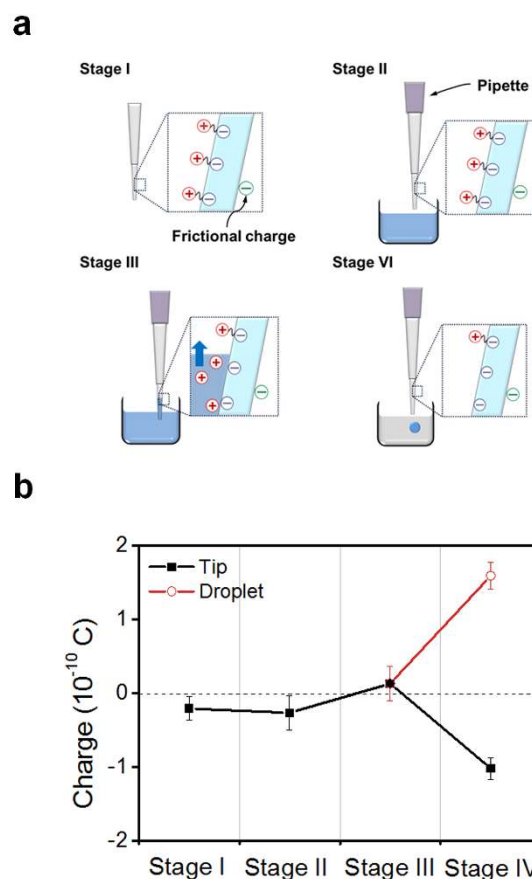 a
Stage I
Stage II
Pipette
Frictional charge
Stage III
Stage VI
b
Charge (10⁻¹⁰ C)
2
1
0
-1
-2
Tip
Droplet
Stage I
Stage II
Stage III
Stage IV